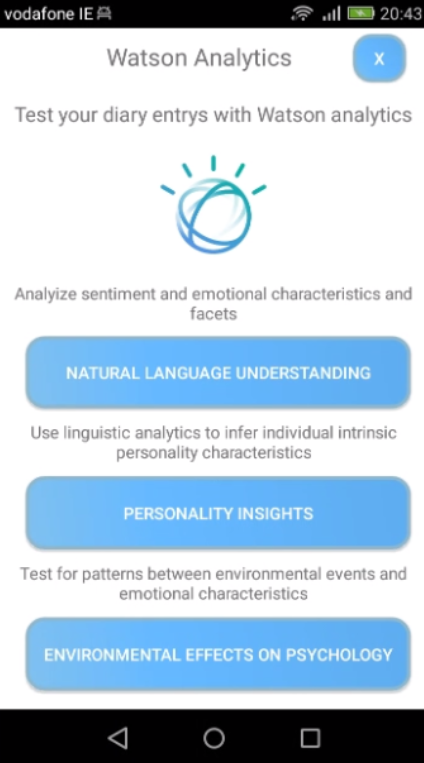 vodafone IE 20:43
Watson Analytics X
Test your diary entrys with Watson analytics
Analyize sentiment and emotional characteristics and
facets
NATURAL LANGUAGE UNDERSTANDING
Use linguistic analytics to infer individual intrinsic
personality characteristics
PERSONALITY INSIGHTS
Test for patterns between environmental events and
emotional characteristics
ENVIRONMENTAL EFFECTS ON PSYCHOLOGY